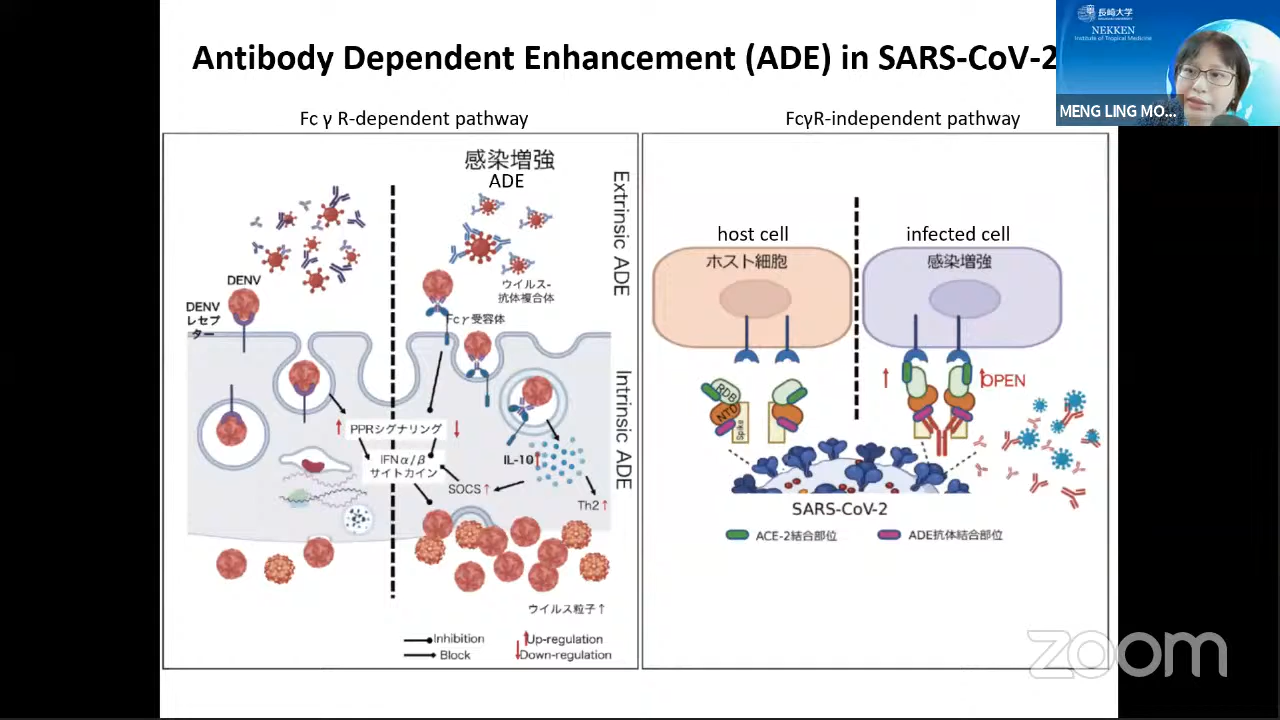 Antibody Dependent Enhancement (ADE) in SARS-CoV-2
長崎大学
NEKKEN
Institute of Tropical Medicine
MENG LING MO...
Fc γ R-dependent pathway
感染増強
ADE
Extrinsic ADE
Intrinsic ADE
DENV
DENV
レセプ
ター
ウイルス-
抗体複合体
Fcγ受容体
PPRシグナリング
IFNα/β
サイトカイン
IL-10
SOCS↑
Th2↑
ウイルス粒子↑
Inhibition
Block
Up-regulation
Down-regulation
FcγR-independent pathway
host cell
infected cell
ホスト細胞
感染増強
OPEN
RDB
NTD
Spike
SARS-CoV-2
ACE-2結合部位
ADE抗体結合部位
zoom